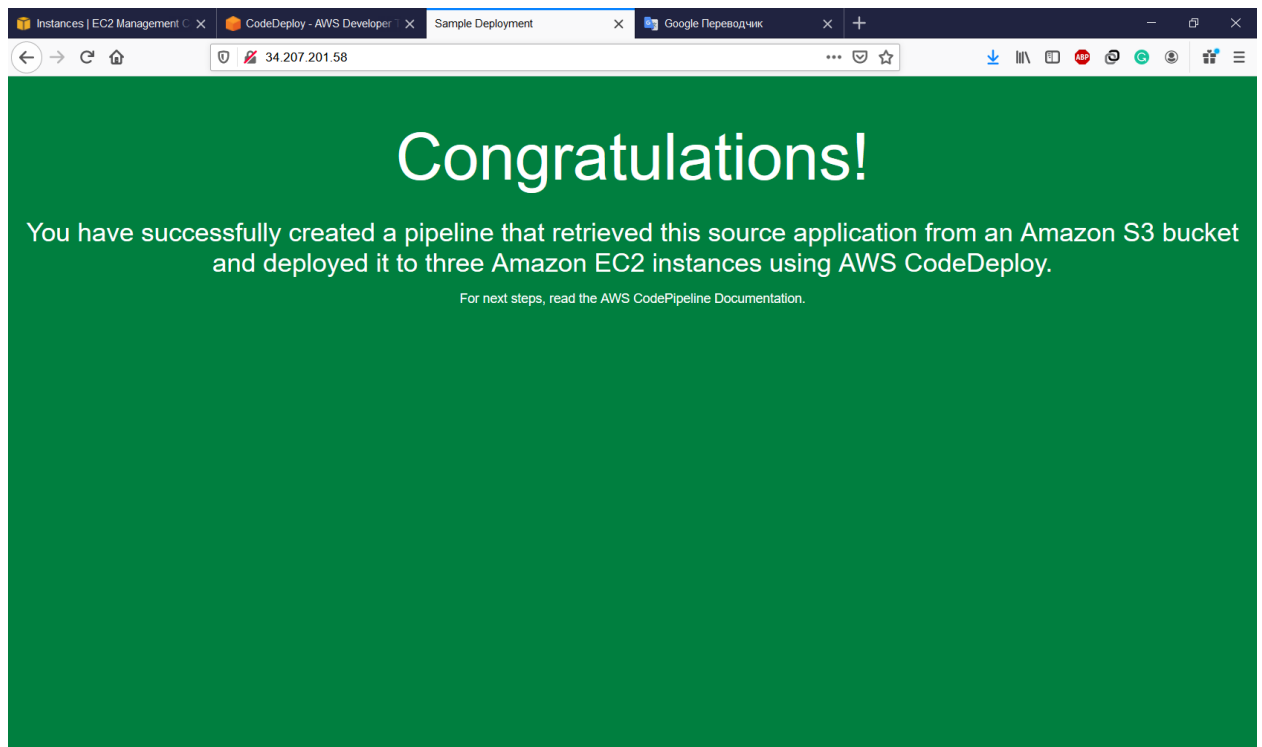 Instances | EC2 Management C
CodeDeploy - AWS Developer T
Sample Deployment
Google Переводчик
34.207.201.58
ABP
Congratulations!
You have successfully created a pipeline that retrieved this source application from an Amazon S3 bucket
and deployed it to three Amazon EC2 instances using AWS CodeDeploy.
For next steps, read the AWS CodePipeline Documentation.